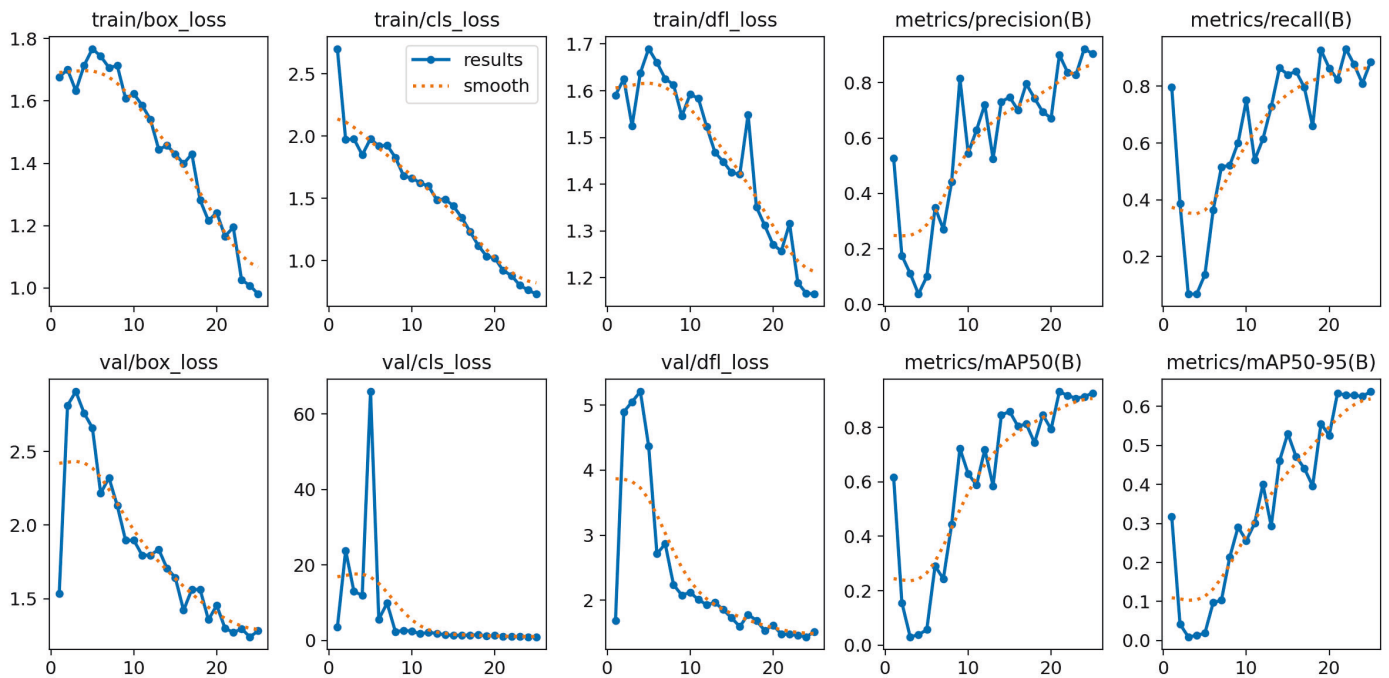 train/box_loss
train/cls_loss
train/dfl_loss
metrics/precision(B)
metrics/recall(B)
1.8
1.6
1.4
1.2
1.0
0 10 20
2.5
2.0
1.5
1.0
0 10 20
results
smooth
1.7
1.6
1.5
1.4
1.3
1.2
0 10 20
0.8
0.6
0.4
0.2
0.0
0 10 20
0.8
0.6
0.4
0.2
0 10 20
val/box_loss
val/cls_loss
val/dfl_loss
metrics/mAP50(B)
metrics/mAP50-95(B)
2.5
2.0
1.5
0 10 20
60
40
20
0
0 10 20
5
4
3
2
0 10 20
0.8
0.6
0.4
0.2
0.0
0 10 20
0.6
0.5
0.4
0.3
0.2
0.1
0.0
0 10 20